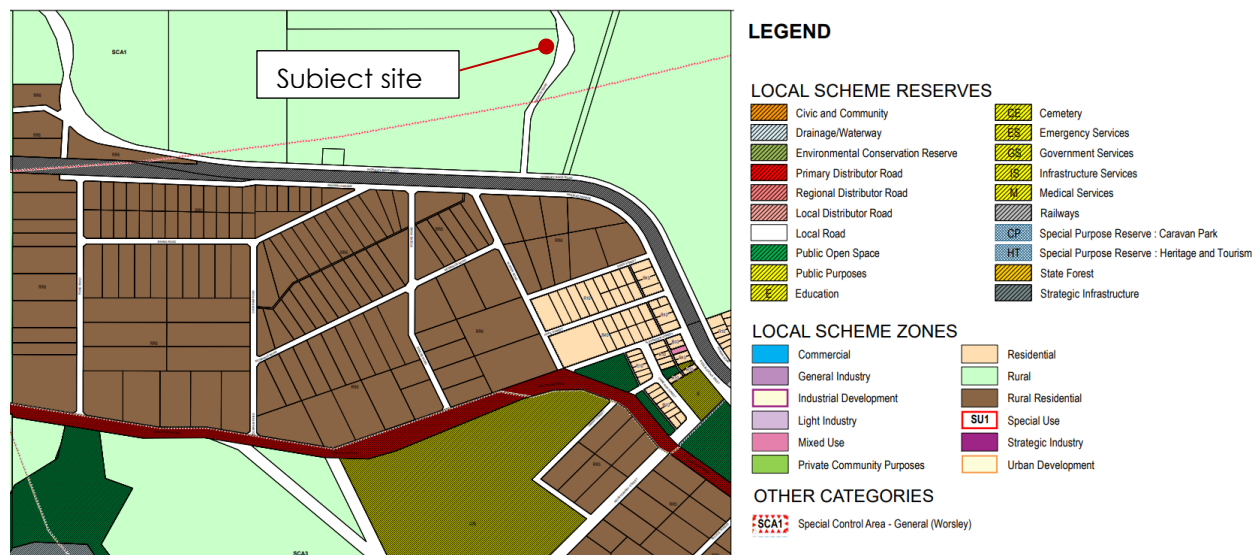 SCA1
Subject site
SCA3
LEGEND
LOCAL SCHEME RESERVES
Civic and Community
Drainage/Waterway
Environmental Conservation Reserve
Primary Distributor Road
Regional Distributor Road
Local Distributor Road
Local Road
Public Open Space
Public Purposes
E Education
CE Cemetery
ES Emergency Services
GS Government Services
IS Infrastructure Services
M Medical Services
Railways
CP Special Purpose Reserve : Caravan Park
HT Special Purpose Reserve : Heritage and Tourism
State Forest
Strategic Infrastructure
LOCAL SCHEME ZONES
Commercial
General Industry
Industrial Development
Light Industry
Mixed Use
Private Community Purposes
Residential
Rural
Rural Residential
SU1 Special Use
Strategic Industry
Urban Development
OTHER CATEGORIES
SCA1 Special Control Area - General (Worsley)